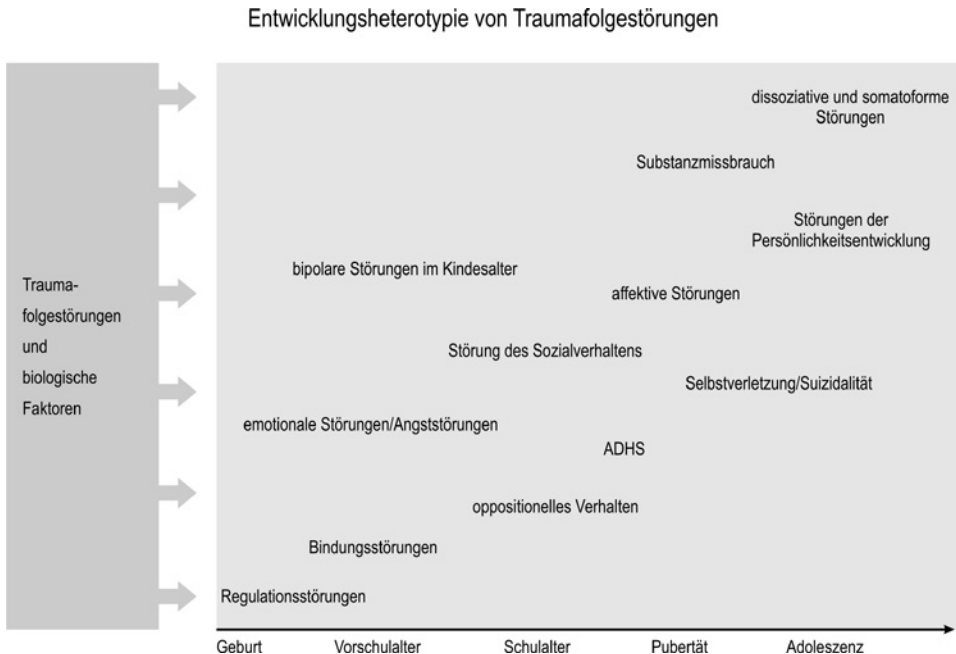 Entwicklungsheterotypie von Traumafolgestörungen
Trauma-
folgestörungen
und
biologische
Faktoren
dissoziative und somatoforme
Störungen
Substanzmissbrauch
Störungen der
Persönlichkeitsentwicklung
bipolare Störungen im Kindesalter
affektive Störungen
Störung des Sozialverhaltens
Selbstverletzung/Suizidalität
emotionale Störungen/Angststörungen
ADHS
oppositionelles Verhalten
Bindungsstörungen
Regulationsstörungen
Geburt Vorschulalter Schulalter Pubertät Adoleszenz